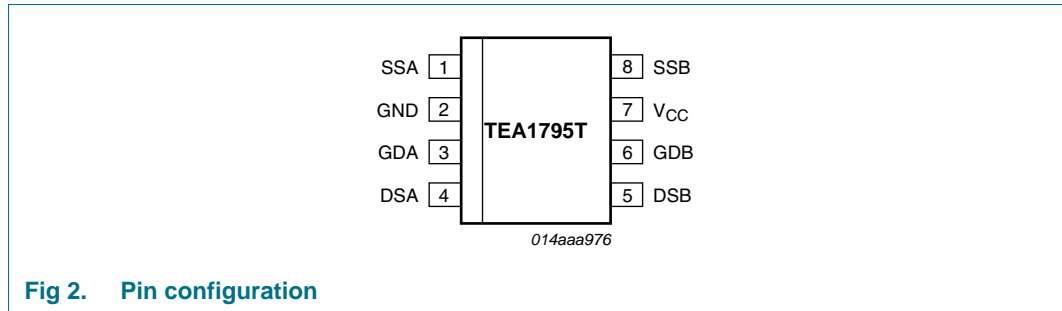 SSA 1
GND 2
GDA 3
DSA 4
TEA1795T
8 SSB
7 VCC
6 GDB
5 DSB
014aaa976
Fig 2. Pin configuration